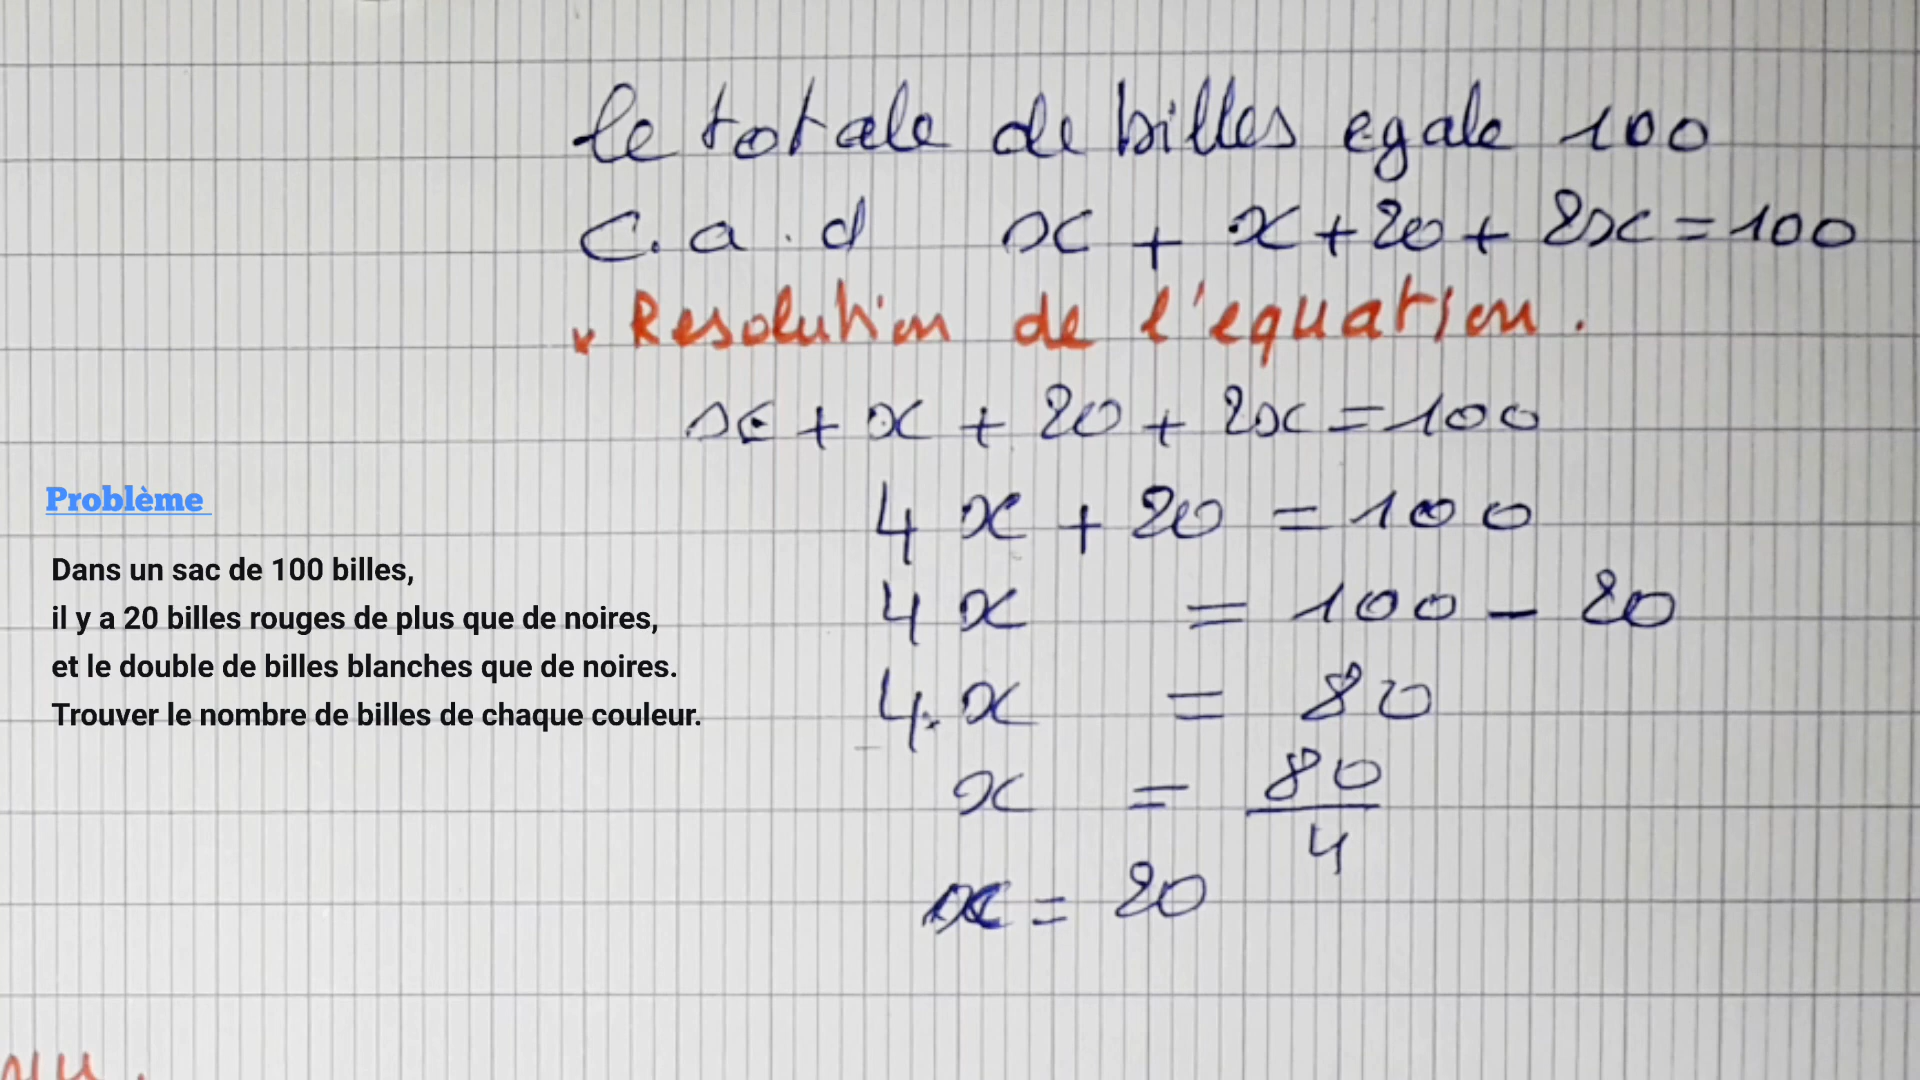 le totale de billes egale 100
C.a.d x + x + 20 + 2x = 100
Resolution de l'equation.
x + x + 20 + 2x = 100
4x + 20 = 100
4x = 100 - 20
4x = 80
x = 80/4
x = 20
Problème
Dans un sac de 100 billes,
il y a 20 billes rouges de plus que de noires,
et le double de billes blanches que de noires.
Trouver le nombre de billes de chaque couleur.